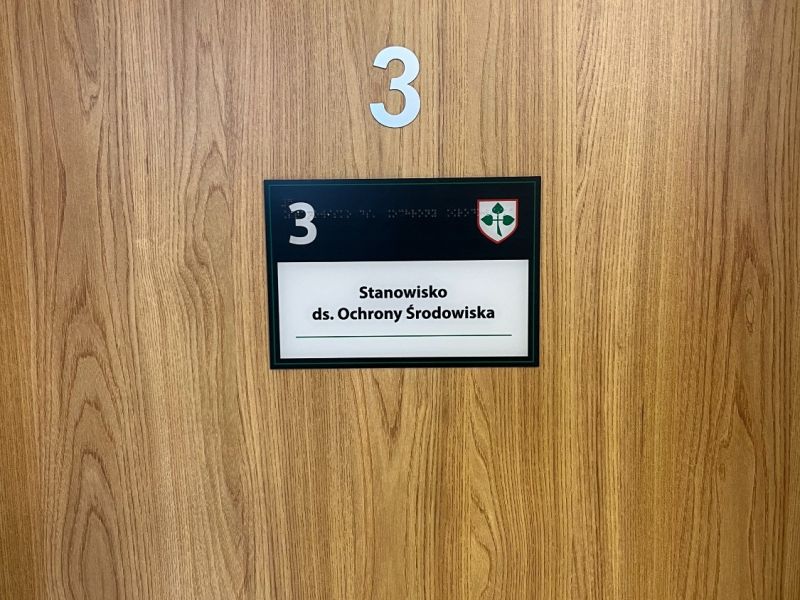 3
3
Stanowisko
ds. Ochrony Środowiska